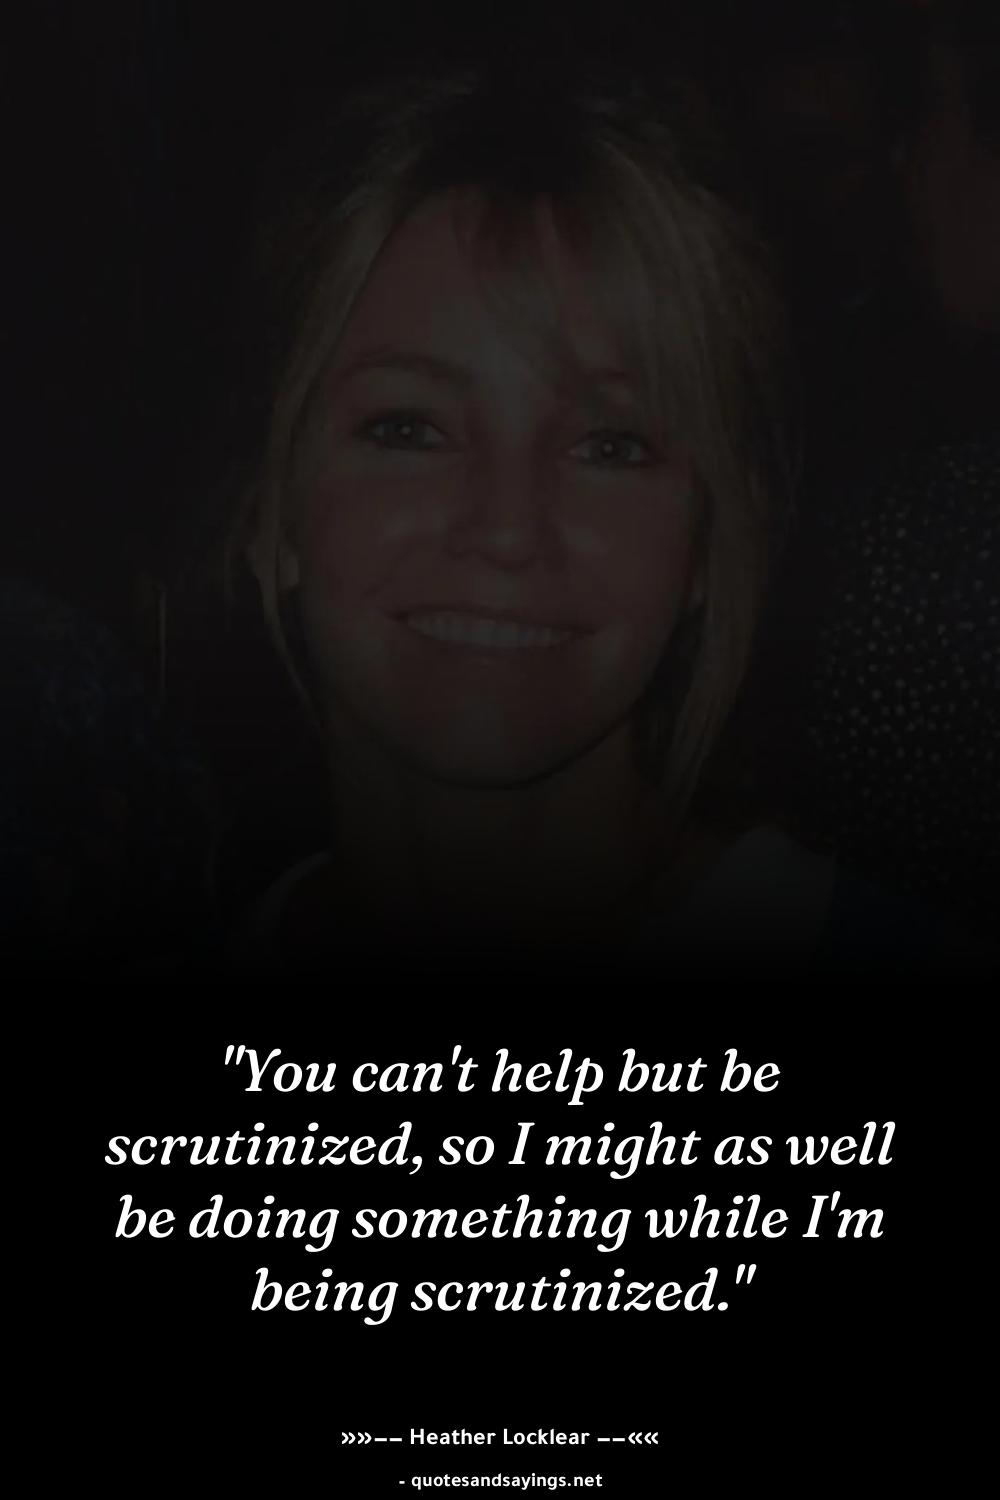 "You can't help but be
scrutinized, so I might as well
be doing something while I'm
being scrutinized."
»»–– Heather Locklear ––««
- quotesandsayings.net